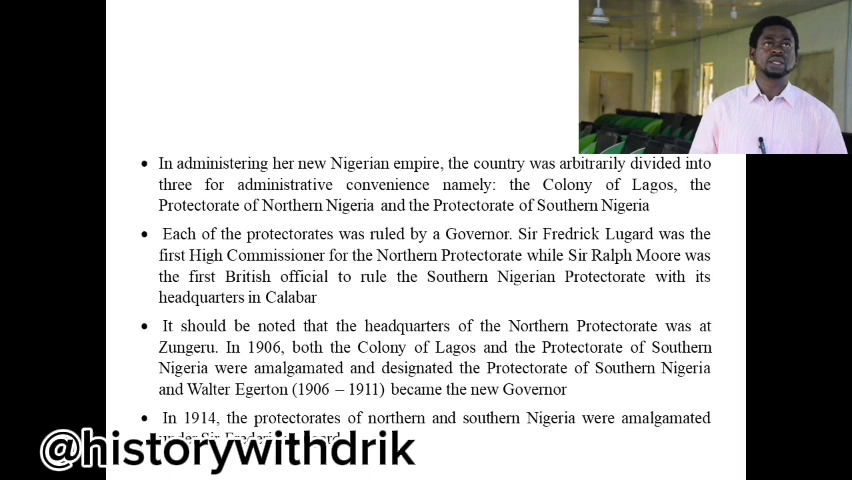 • In administering her new Nigerian empire, the country was arbitrarily divided into
three for administrative convenience namely: the Colony of Lagos, the
Protectorate of Northern Nigeria and the Protectorate of Southern Nigeria
• Each of the protectorates was ruled by a Governor. Sir Fredrick Lugard was the
first High Commissioner for the Northern Protectorate while Sir Ralph Moore was
the first British official to rule the Southern Nigerian Protectorate with its
headquarters in Calabar
• It should be noted that the headquarters of the Northern Protectorate was at
Zungeru. In 1906, both the Colony of Lagos and the Protectorate of Southern
Nigeria were amalgamated and designated the Protectorate of Southern Nigeria
and Walter Egerton (1906 – 1911) became the new Governor
• In 1914, the protectorates of northern and southern Nigeria were amalgamated
under Sir
@historywithdrik